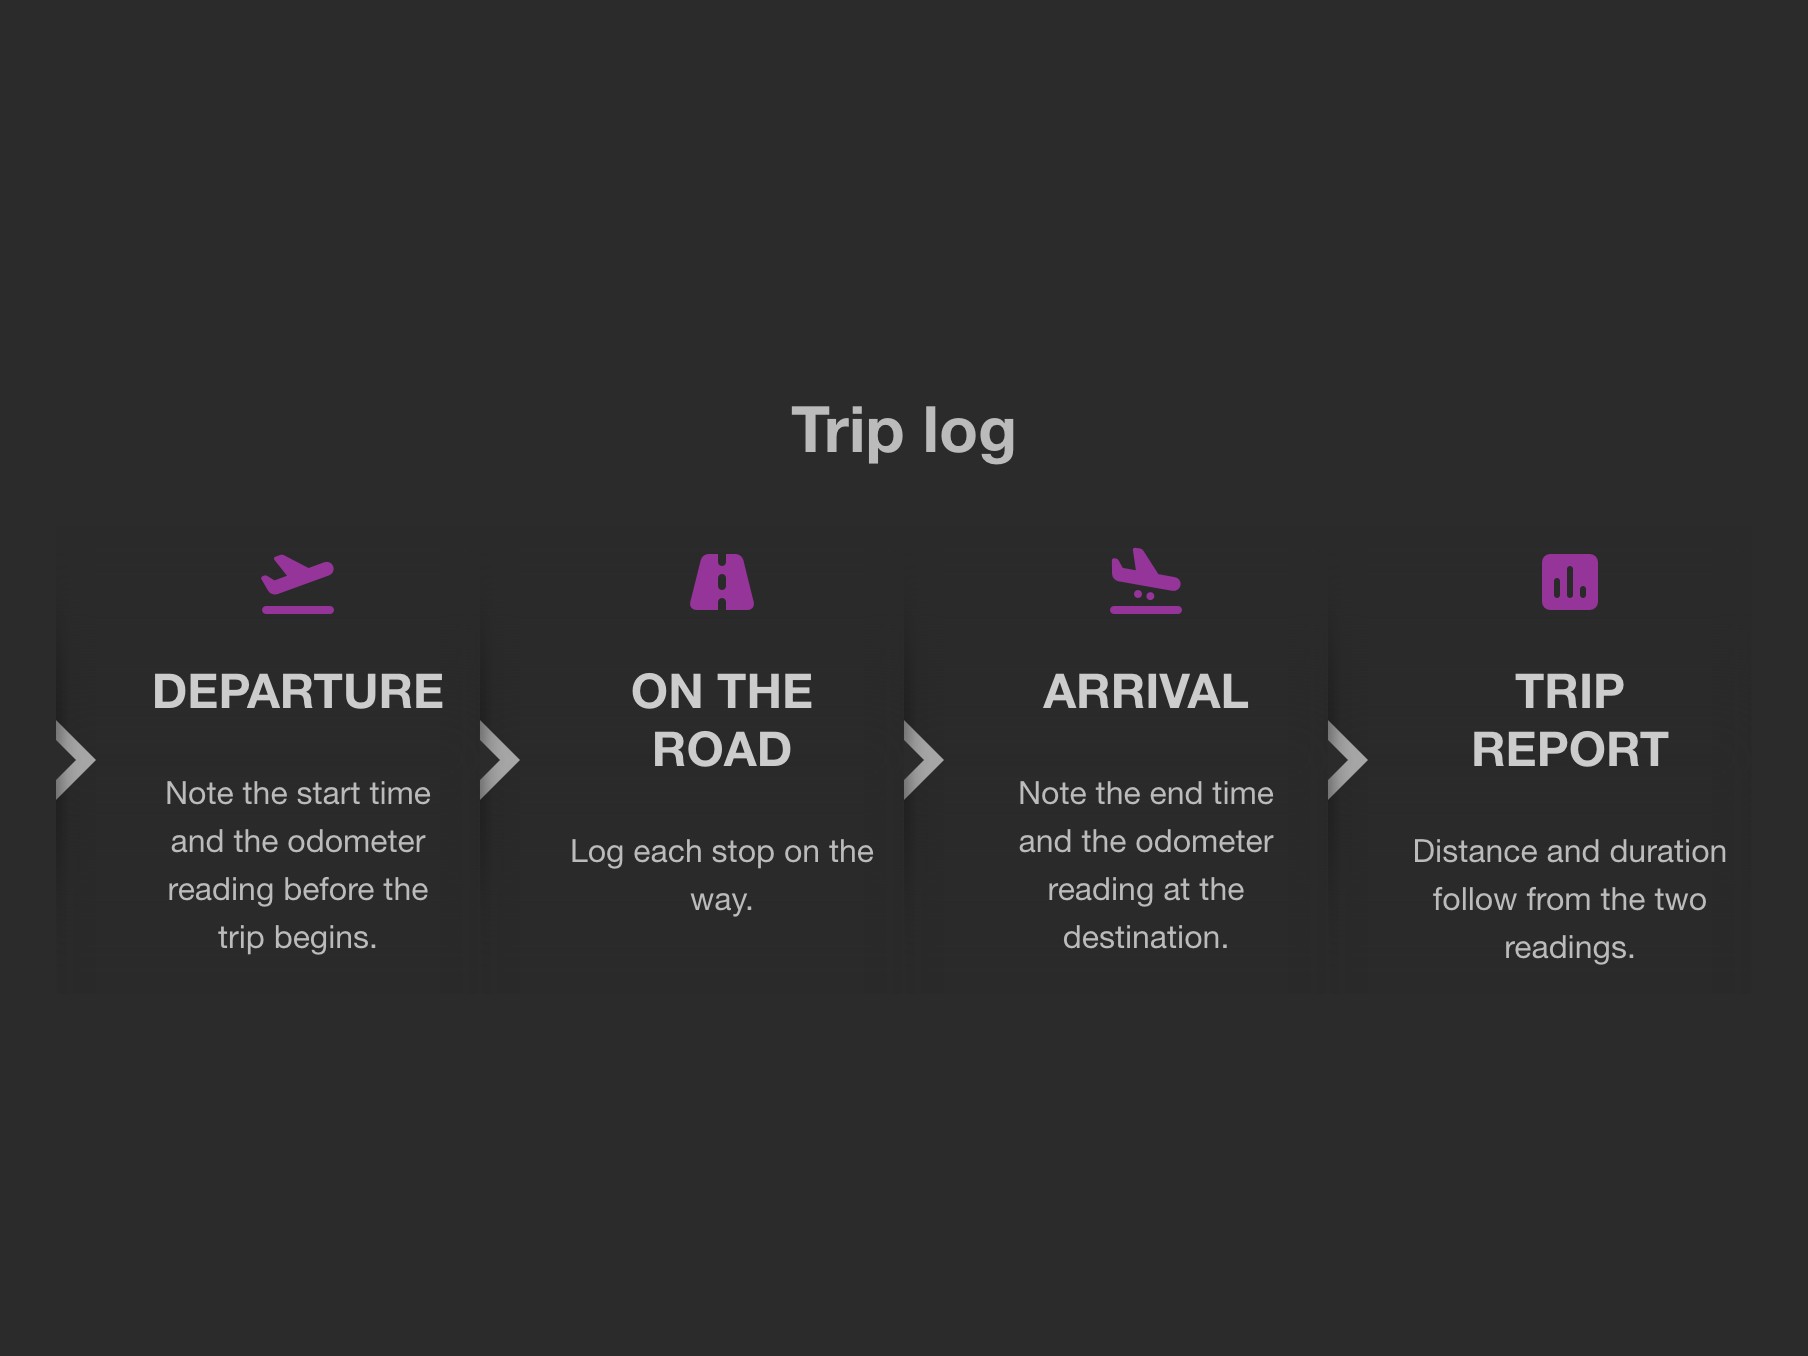 Trip log
DEPARTURE
Note the start time
and the odometer
reading before the
trip begins.
ON THE
ROAD
Log each stop on the
way.
ARRIVAL
Note the end time
and the odometer
reading at the
destination.
TRIP
REPORT
Distance and duration
follow from the two
readings.